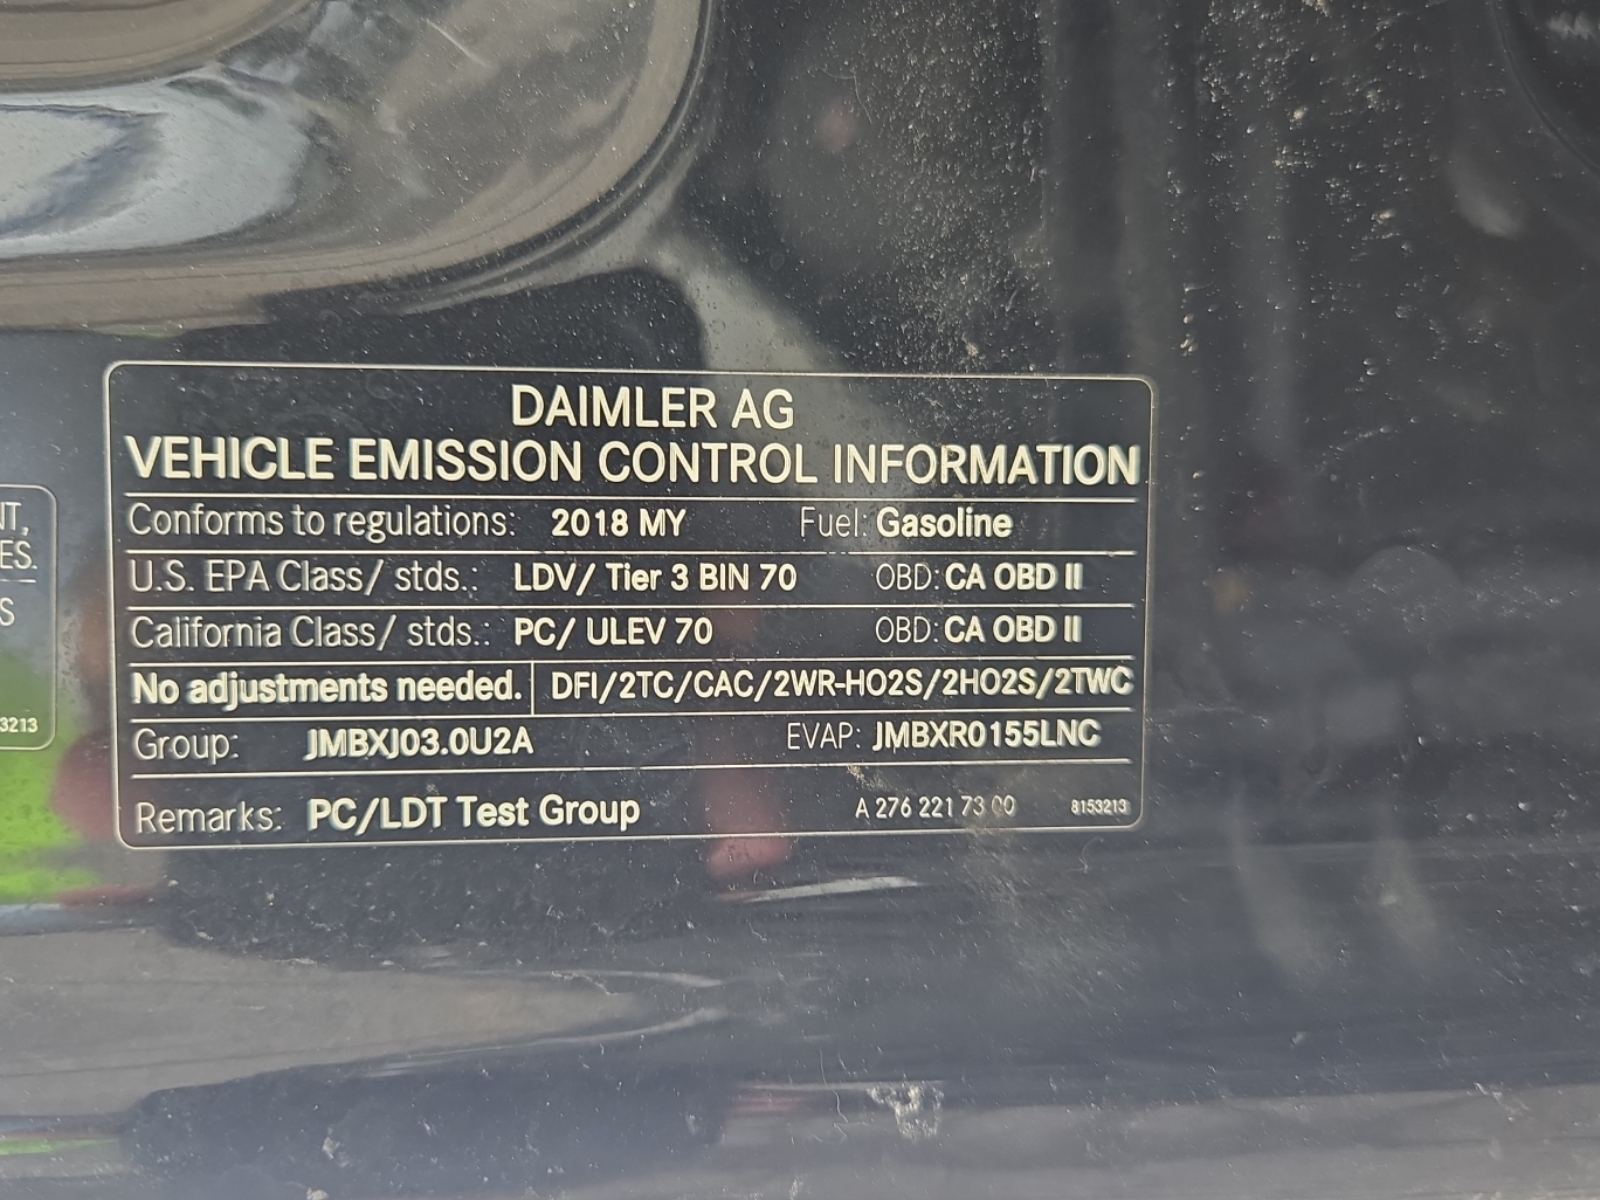 DAIMLER AG
VEHICLE EMISSION CONTROL INFORMATION
Conforms to regulations: 2018 MY Fuel: Gasoline
U.S. EPA Class/ stds.: LDV/ Tier 3 BIN 70 OBD: CA OBD II
California Class/ stds.: PC/ ULEV 70 OBD: CA OBD II
No adjustments needed. DFI/2TC/CAC/2WR-HO2S/2HO2S/2TWC
Group: JMBXJ03.0U2A EVAP: JMBXR0155LNC
Remarks: PC/LDT Test Group A 276 221 73 00 8153213
NT,
ES.
S
3213